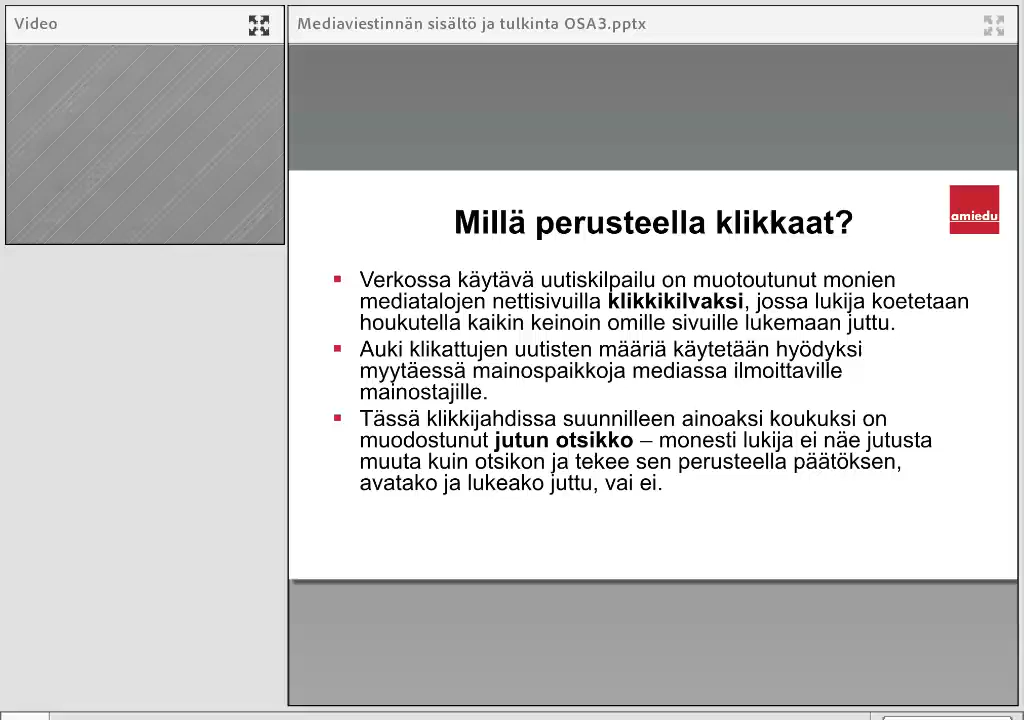 Video
Mediaviestinnän sisältö ja tulkinta OSA3.pptx
amiedu
Millä perusteella klikkaat?
▪ Verkossa käytävä uutiskilpailu on muotoutunut monien
mediatalojen nettisivuilla klikkikilvaksi, jossa lukija koetetaan
houkutella kaikin keinoin omille sivuille lukemaan juttu.
▪ Auki klikattujen uutisten määriä käytetään hyödyksi
myytäessä mainospaikkoja mediassa ilmoittaville
mainostajille.
▪ Tässä klikkijahdissa suunnilleen ainoaksi koukuksi on
muodostunut jutun otsikko – monesti lukija ei näe jutusta
muuta kuin otsikon ja tekee sen perusteella päätöksen,
avatako ja lukeako juttu, vai ei.